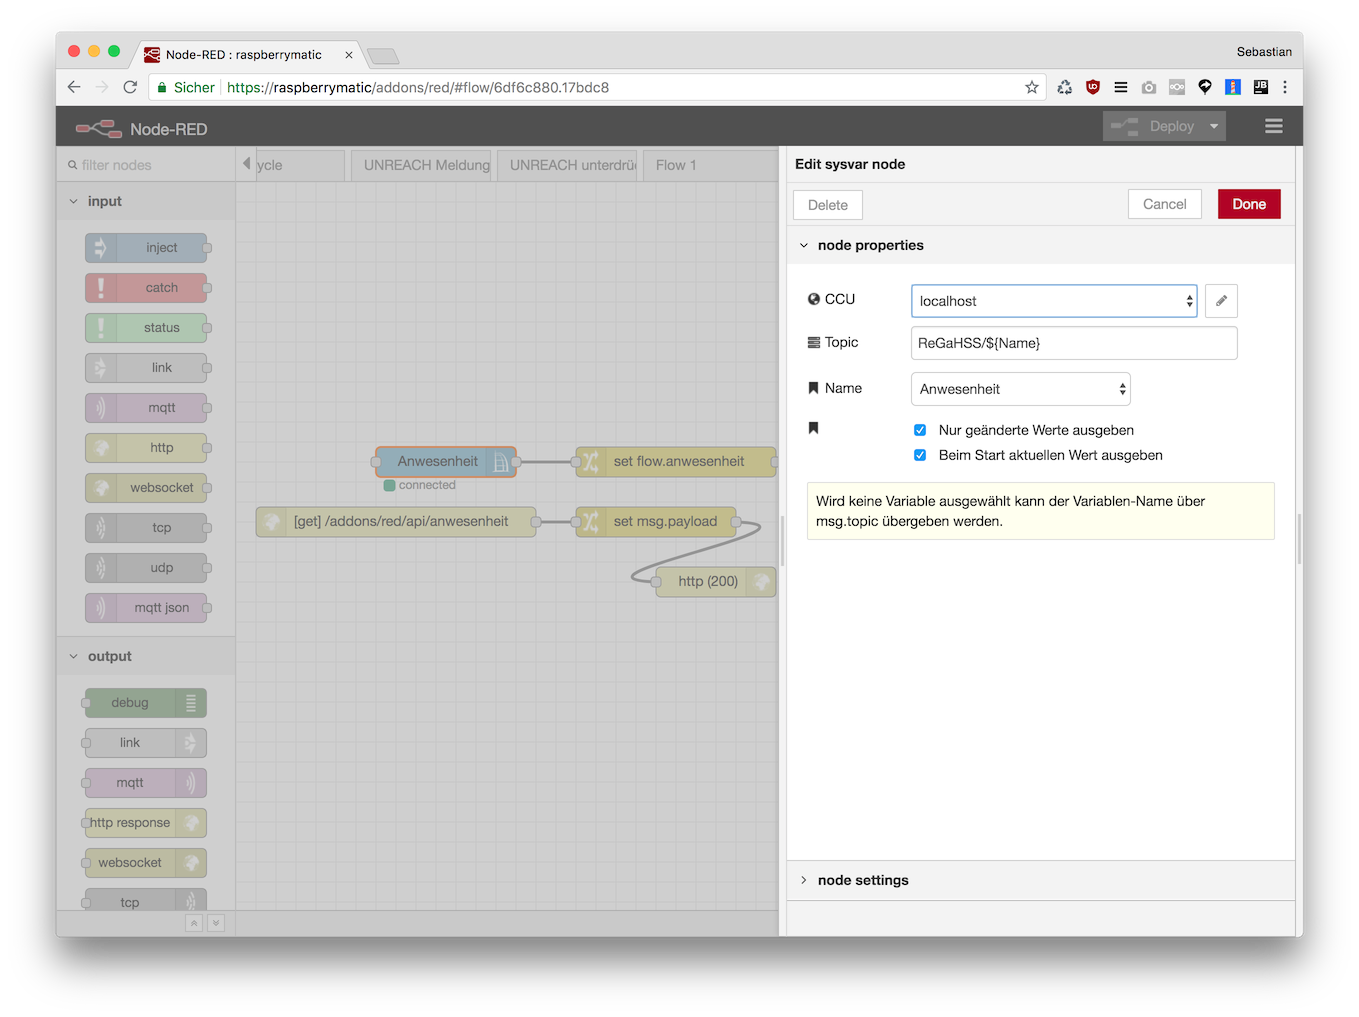 Node-RED : raspberrymatic
Sebastian
Sicher https://raspberrymatic/addons/red/#flow/6df6c880.17bdc8
Node-RED
Deploy
filter nodes
ycle
UNREACH Meldung
UNREACH unterdrü
Flow 1
input
inject
catch
status
link
mqtt
http
websocket
tcp
udp
mqtt json
output
debug
link
mqtt
http response
websocket
tcp
Anwesenheit
connected
set flow.anwesenheit
[get] /addons/red/api/anwesenheit
set msg.payload
http (200)
Edit sysvar node
Delete
Cancel
Done
node properties
CCU
localhost
Topic
ReGaHSS/${Name}
Name
Anwesenheit
Nur geänderte Werte ausgeben
Beim Start aktuellen Wert ausgeben
Wird keine Variable ausgewählt kann der Variablen-Name über
msg.topic übergeben werden.
node settings